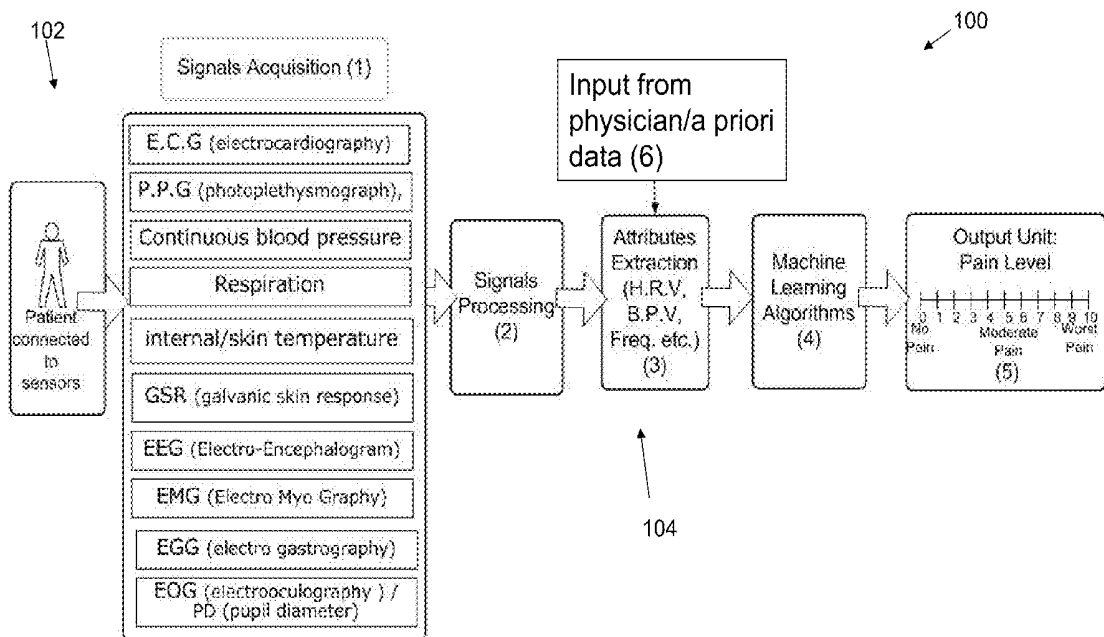 102
100
Signals Acquisition (1)
Input from
physician/a priori
data (6)
E.C.G (electrocardiography)
P.P.G (photoplethysmograph),
Continuous blood pressure
Respiration
internal/skin temperature
GSR (galvanic skin response)
EEG (Electro-Encephalogram)
EMG (Electro Myo Graphy)
EGG (electro gastrography)
EOG (electrooculography ) /
PD (pupil diameter)
Patient
connected
to
sensors
Signals
Processing
(2)
Attributes
Extraction
(H.R.V,
B.P.V,
Freq. etc.)
(3)
Machine
Learning
Algorithms
(4)
Output Unit:
Pain Level
0 1 2 3 4 5 6 7 8 9 10
No Pain
Moderate Pain
Worst Pain
(5)
104